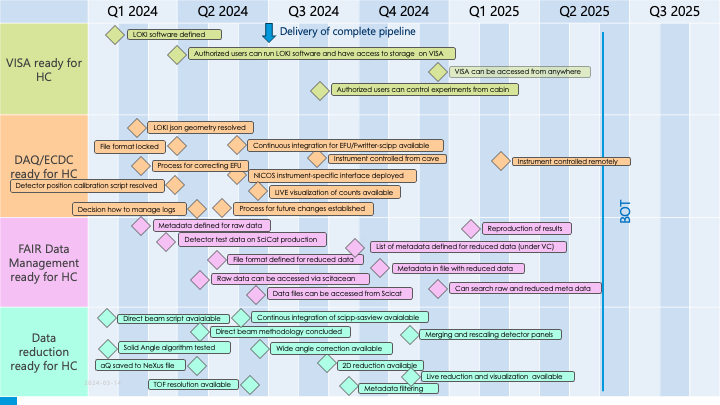 Q1 2024 Q2 2024 Q3 2024 Q4 2024 Q1 2025 Q2 2025 Q3 2025
Delivery of complete pipeline
VISA ready for
HC
LOKI software defined
Authorized users can run LOKI software and have access to storage on VISA
VISA can be accessed from anywhere
Authorized users can control experiments from cabin
DAQ/ECDC
ready for HC
LOKI json geometry resolved
File format locked
Continuous integration for EFU/Fwriter-scipp available
Process for correcting EFU
Instrument controlled from cave
Instrument controlled remotely
NICOS instrument-specific interface deployed
Detector position calibration script resolved
LIVE visualization of counts available
Decision how to manage logs
Process for future changes established
BOT
FAIR Data
Management
ready for HC
Metadata defined for raw data
Reproduction of results
Detector test data on SciCat production
List of metadata defined for reduced data (under VC)
File format defined for reduced data
Metadata in file with reduced data
Raw data can be accessed via scitacean
Data files can be accessed from Scicat
Can search raw and reduced meta data
Data
reduction
ready for HC
Direct beam script avaiaiable
Continous integration of scipp-sasview avaialable
Direct beam methodology concluded
Merging and rescaling detector panels
Solid Angle algorithm tested
Wide angle correction available
aQ saved to NeXus file
2D reduction available
Live reduction and visualization available
TOF resolution available
Metadata filtering
2024-03-14